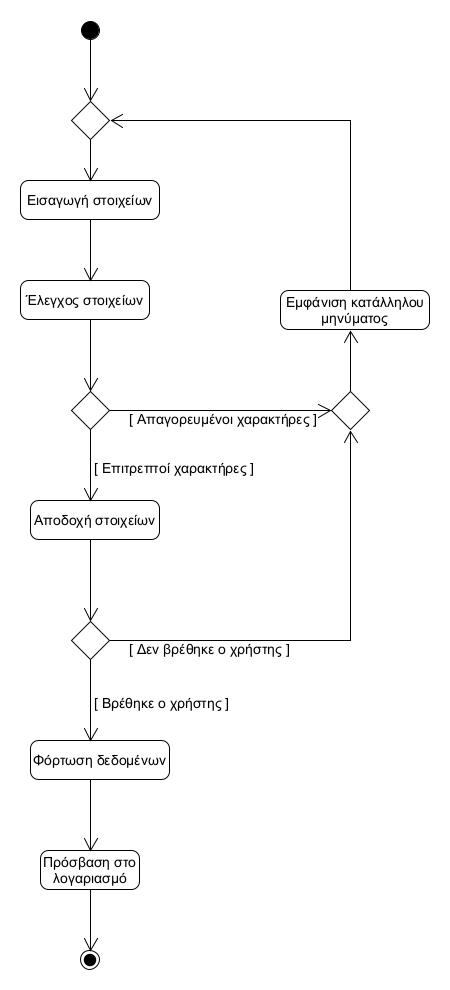 Εισαγωγή στοιχείων
Έλεγχος στοιχείων
Εμφάνιση κατάλληλου
μηνύματος
[ Απαγορευμένοι χαρακτήρες ]
[ Επιτρεπτοί χαρακτήρες ]
Αποδοχή στοιχείων
[ Δεν βρέθηκε ο χρήστης ]
[ Βρέθηκε ο χρήστης ]
Φόρτωση δεδομένων
Πρόσβαση στο
λογαριασμό